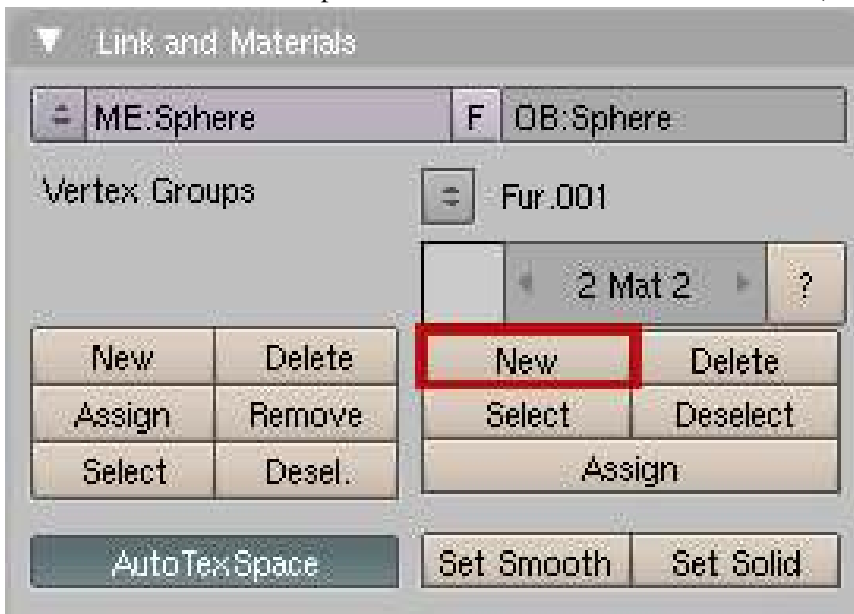 Link and Materials
ME:Sphere F OB:Sphere
Vertex Groups Fur.001
2 Mat 2 ?
New Delete New Delete
Assign Remove Select Deselect
Select Desel. Assign
AutoTexSpace Set Smooth Set Solid